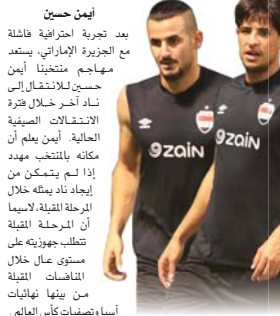 أيمن حسين
بعد تجربة احترافية فاشلة
مع الجزيرة الإماراتي، يستعد
مهاجم منتخبنا أيمن
حسين للانتقال إلى
ناد آخر خلال فترة
الانتقالات الصيفية
الحالية. أيمن يعلم أن
مكانه بالمنتخب مهدد
إذا لم يتمكن من
إيجاد ناد يمثله خلال
المرحلة المقبلة، لاسيما
أن المرحلة المقبلة
تتطلب جهوزيته على
مستوى عال خلال
المنافسات المقبلة
من بينها نهائيات
آسيا وتصفيات كأس العالم.
zain
zain